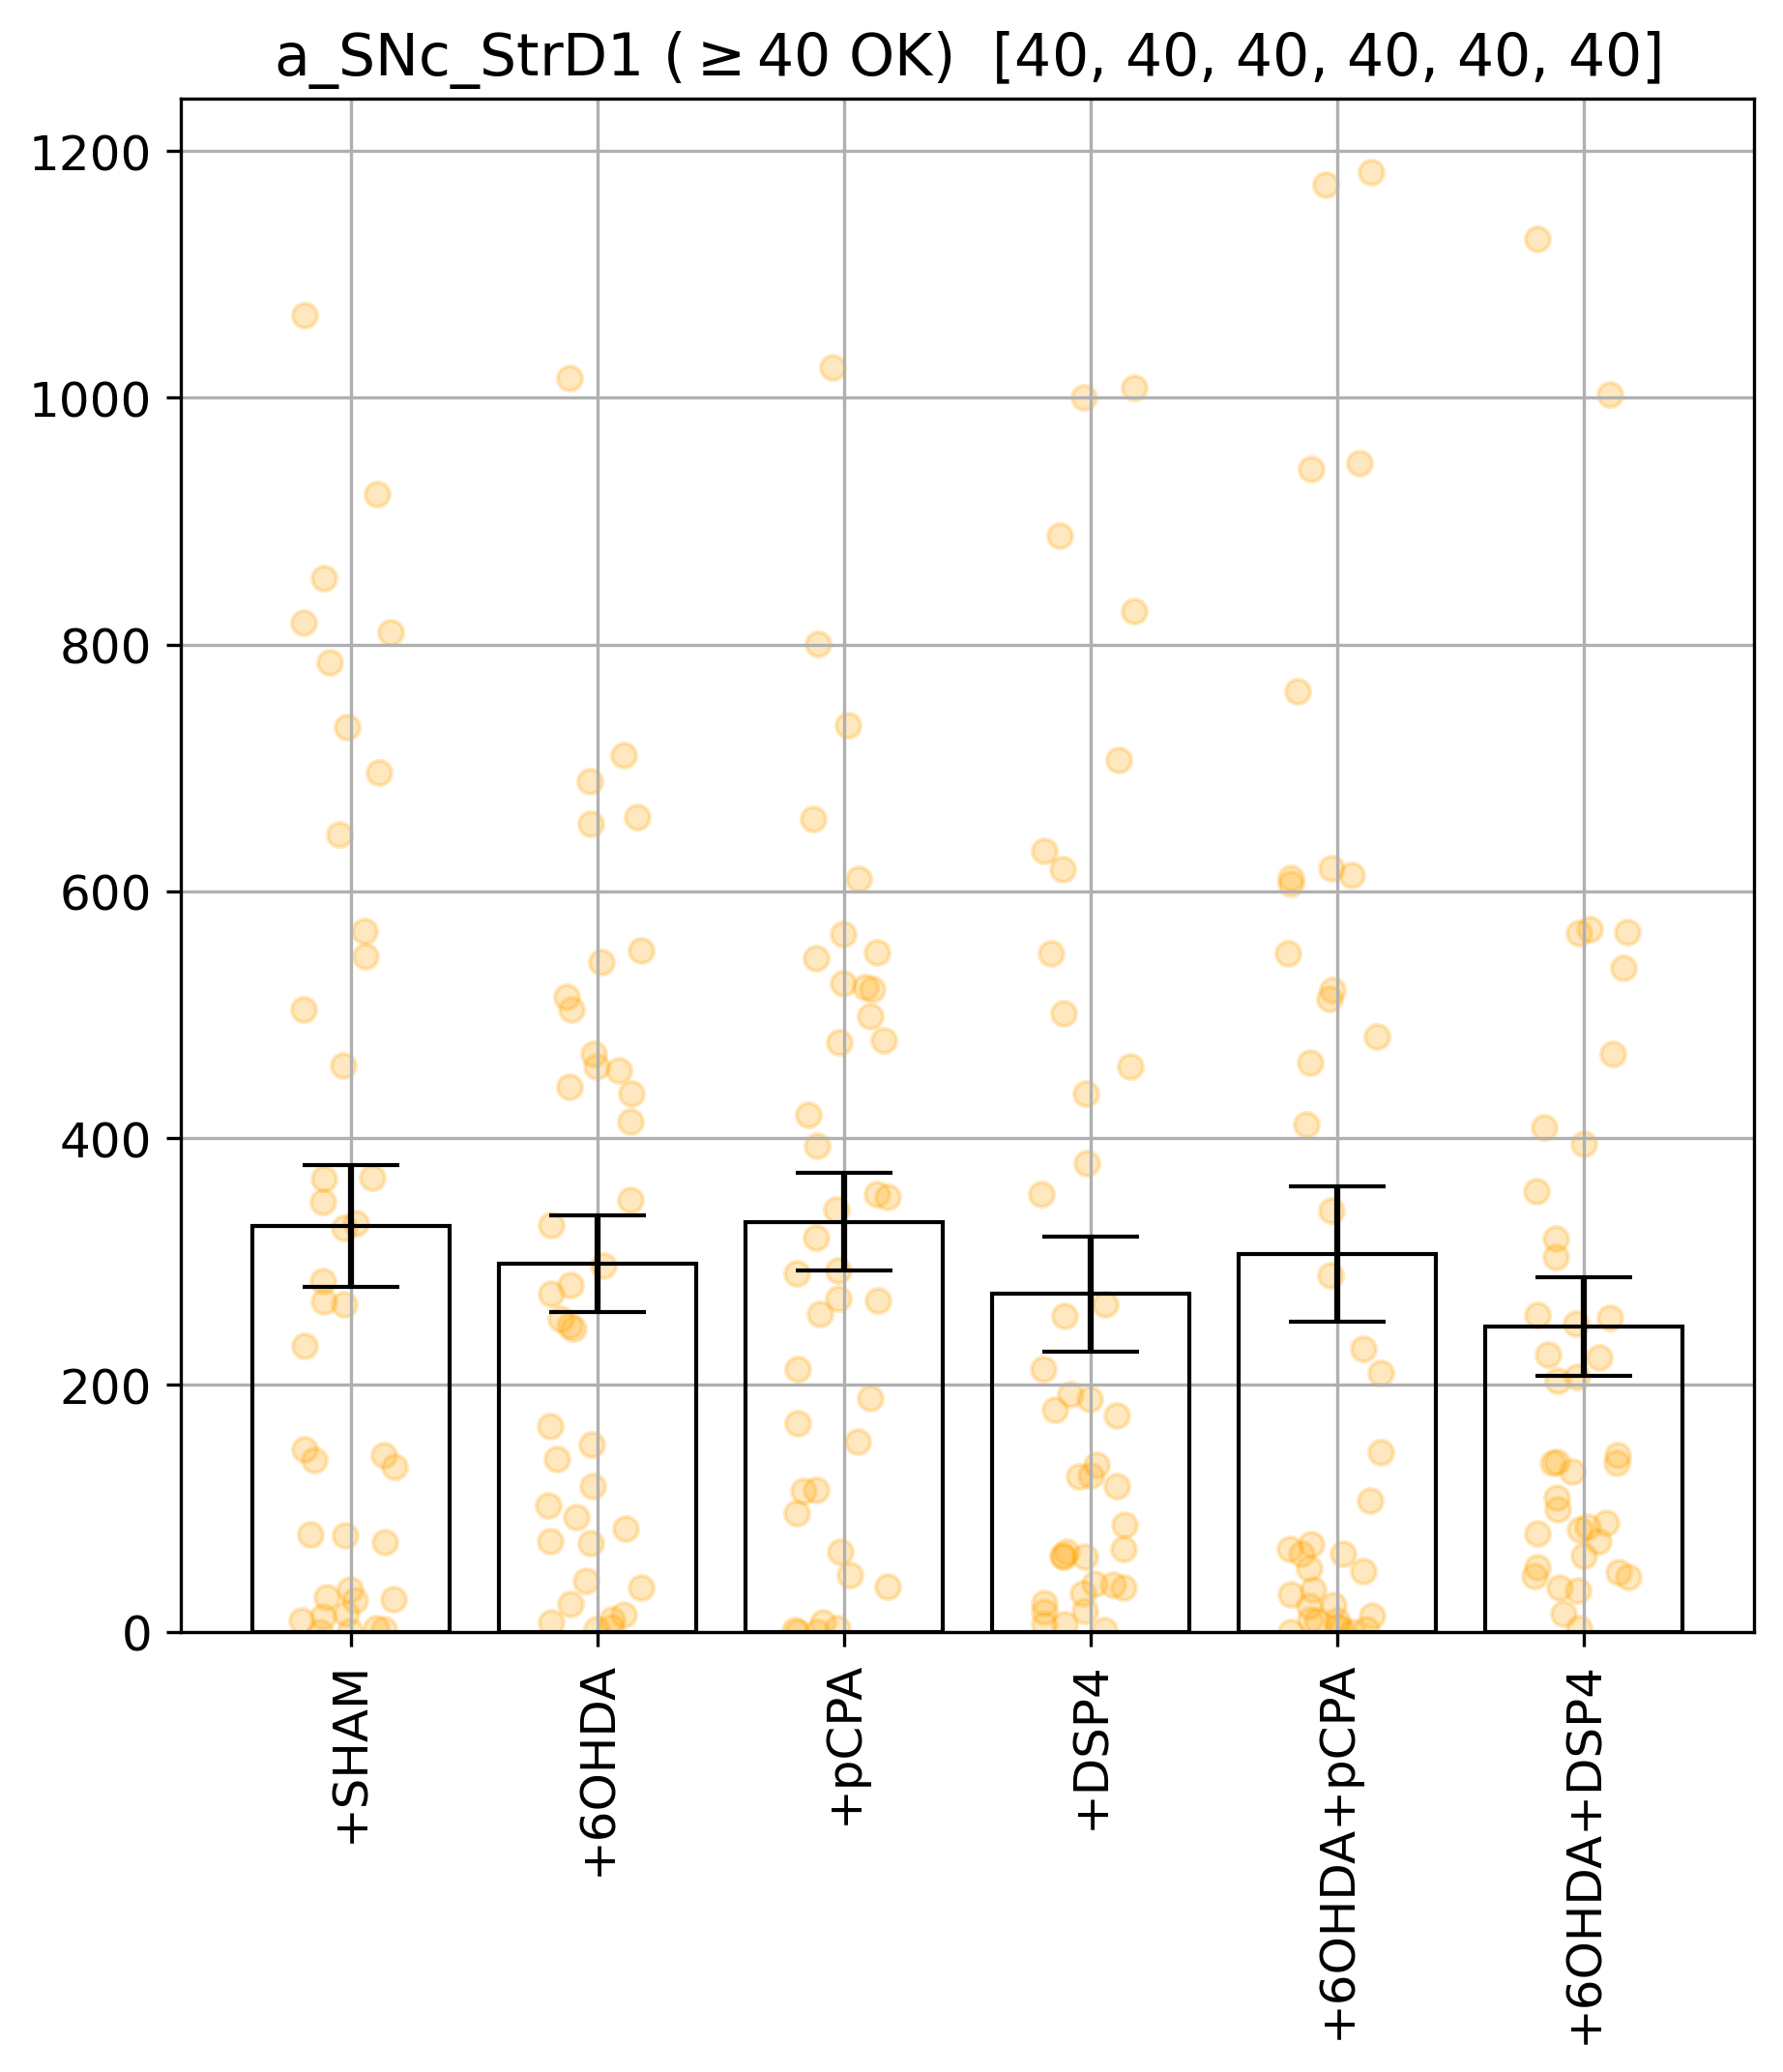 a_SNc_StrD1 (≥40 OK) [40, 40, 40, 40, 40, 40]
1200
1000
800
600
400
200
0
+SHAM
+6OHDA
+pCPA
+DSP4
+6OHDA+pCPA
+6OHDA+DSP4